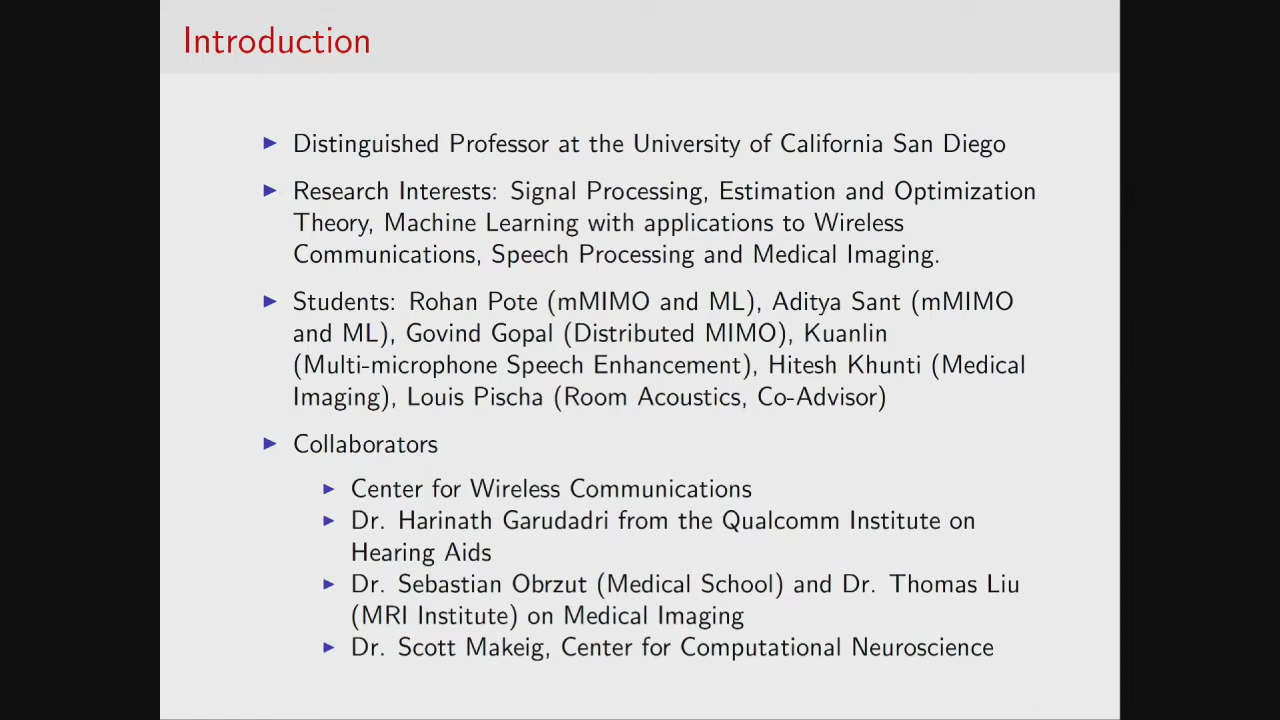 Introduction
Distinguished Professor at the University of California San Diego
Research Interests: Signal Processing, Estimation and Optimization
Theory, Machine Learning with applications to Wireless
Communications, Speech Processing and Medical Imaging.
Students: Rohan Pote (mMIMO and ML), Aditya Sant (mMIMO
and ML), Govind Gopal (Distributed MIMO), Kuanlin
(Multi-microphone Speech Enhancement), Hitesh Khunti (Medical
Imaging), Louis Pischa (Room Acoustics, Co-Advisor)
Collaborators
Center for Wireless Communications
Dr. Harinath Garudadri from the Qualcomm Institute on
Hearing Aids
Dr. Sebastian Obrzut (Medical School) and Dr. Thomas Liu
(MRI Institute) on Medical Imaging
Dr. Scott Makeig, Center for Computational Neuroscience